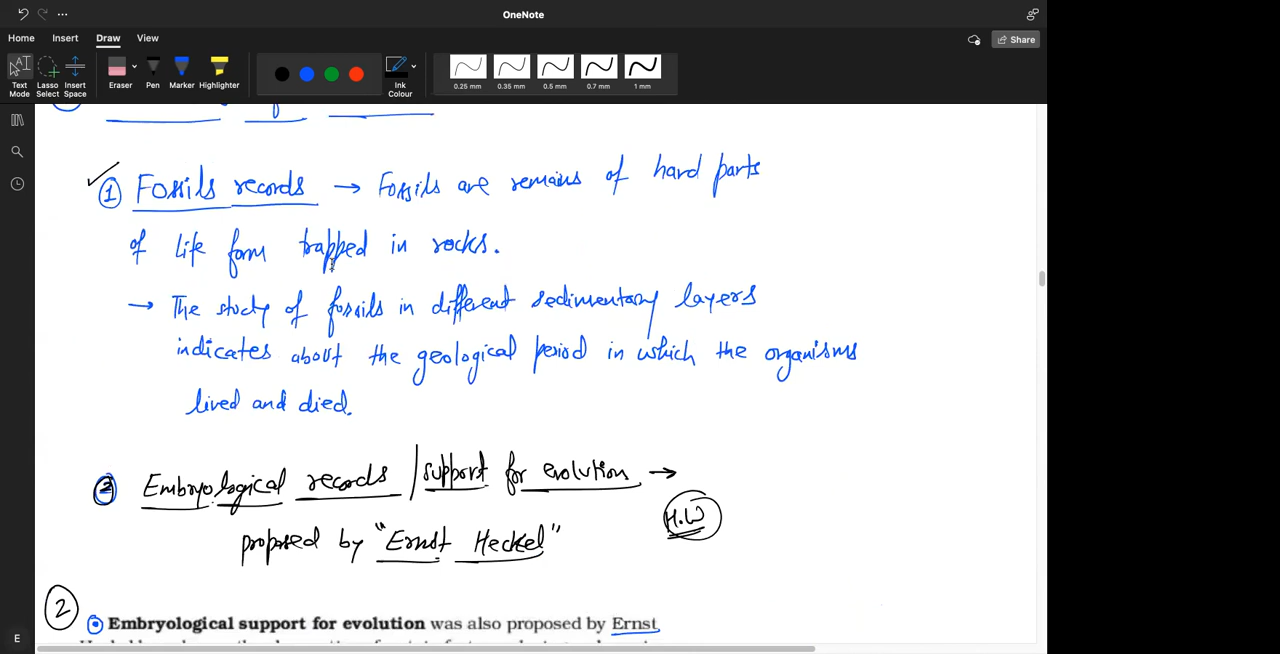 OneNote
Home Insert Draw View
Share
Text Mode
Lasso Select
Insert Space
Eraser
Pen
Marker
Highlighter
Ink Colour
0.25 mm
0.35 mm
0.5 mm
0.7 mm
1 mm
① Fossils records → Fossils are remains of hard parts
of life form trapped in rocks.
→ The study of fossils in different sedimentary layers
indicates about the geological period in which the organisms
lived and died.
② Embryological records / support for evolution →
H.W
proposed by "Ernst Heckel"
②
Embryological support for evolution was also proposed by Ernst
E